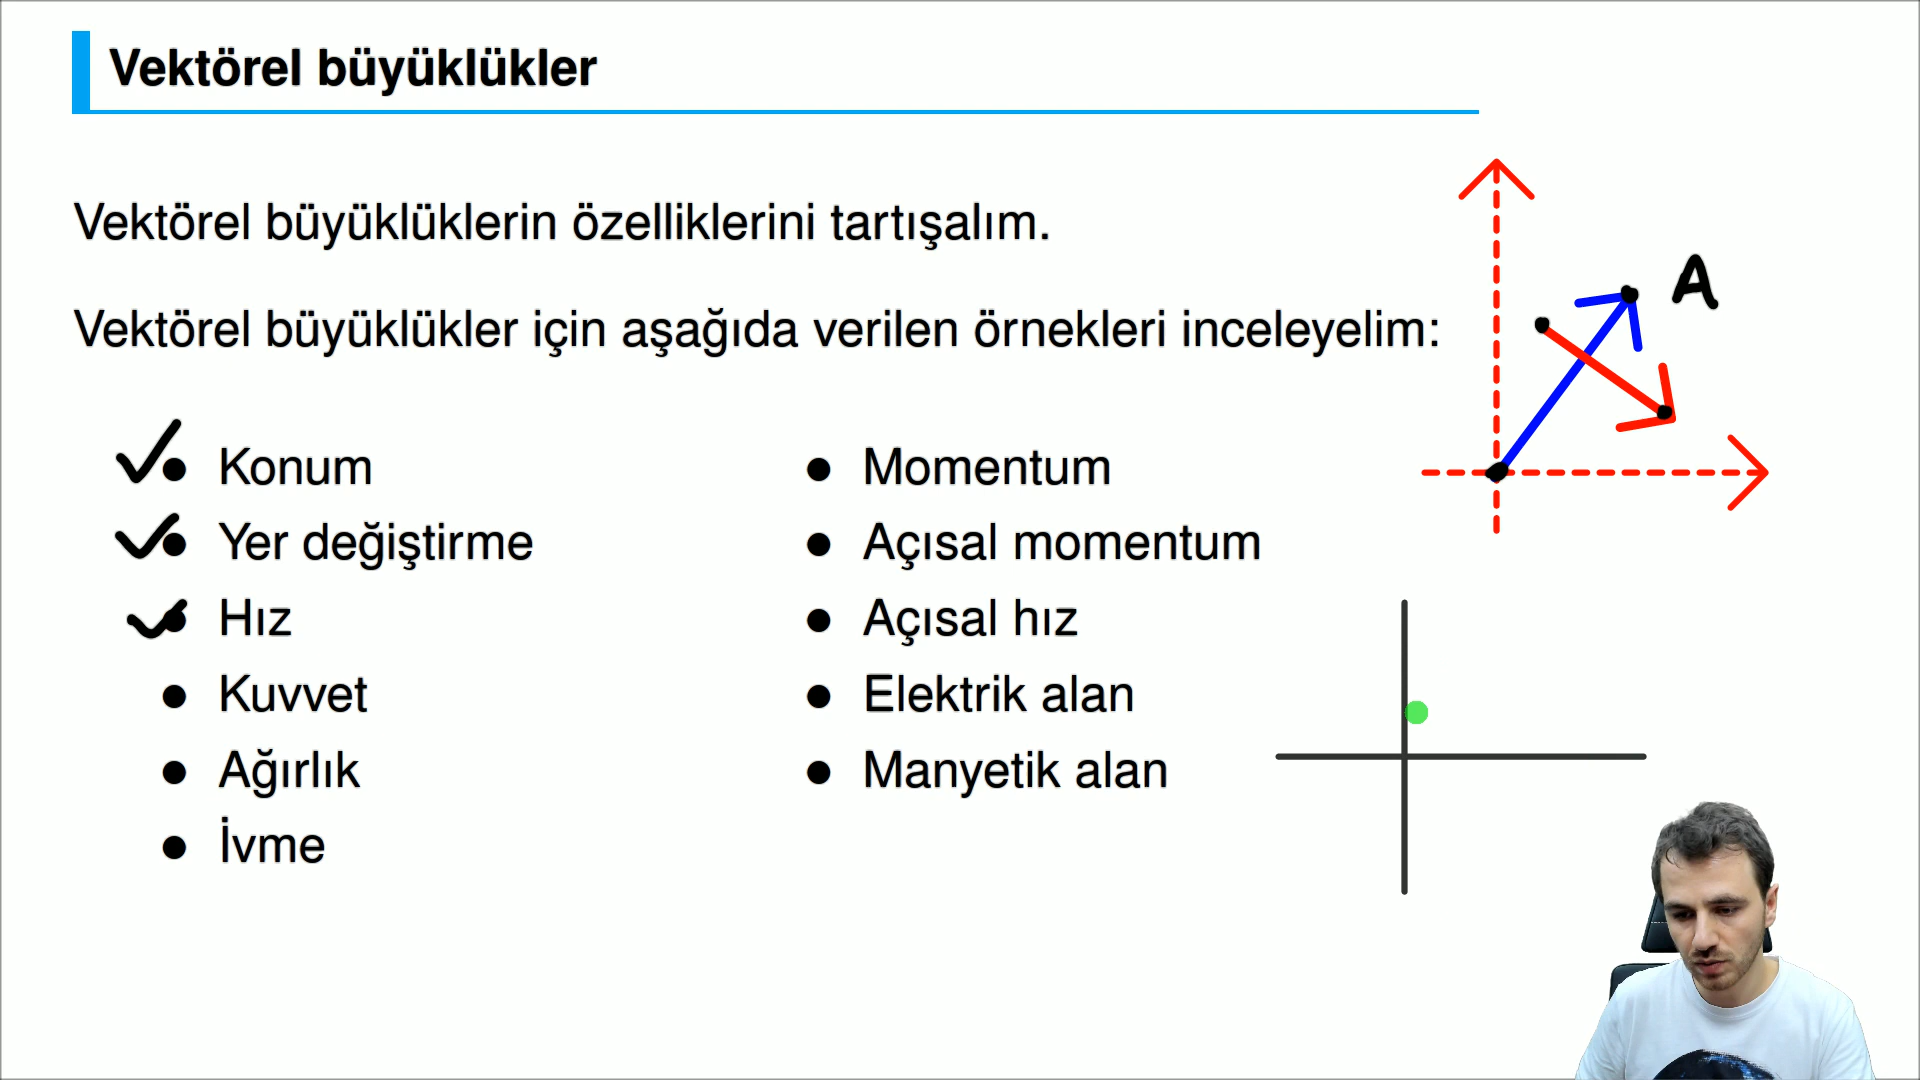 Vektörel büyüklükler
Vektörel büyüklüklerin özelliklerini tartışalım.
Vektörel büyüklükler için aşağıda verilen örnekleri inceleyelim:
A
● Konum
● Yer değiştirme
● Hız
● Kuvvet
● Ağırlık
● İvme
● Momentum
● Açısal momentum
● Açısal hız
● Elektrik alan
● Manyetik alan